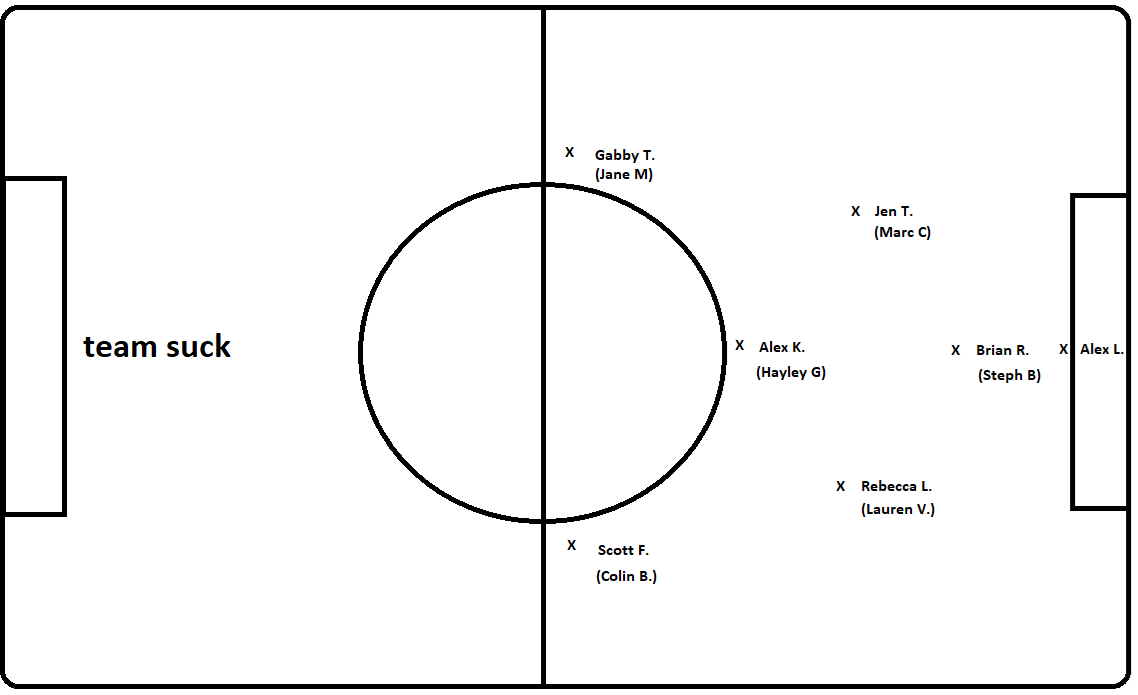 X Gabby T.
(Jane M)
X Jen T.
(Marc C)
team suck
X Alex K.
(Hayley G)
X Brian R.
(Steph B)
X Alex L.
X Rebecca L.
(Lauren V.)
X Scott F.
(Colin B.)